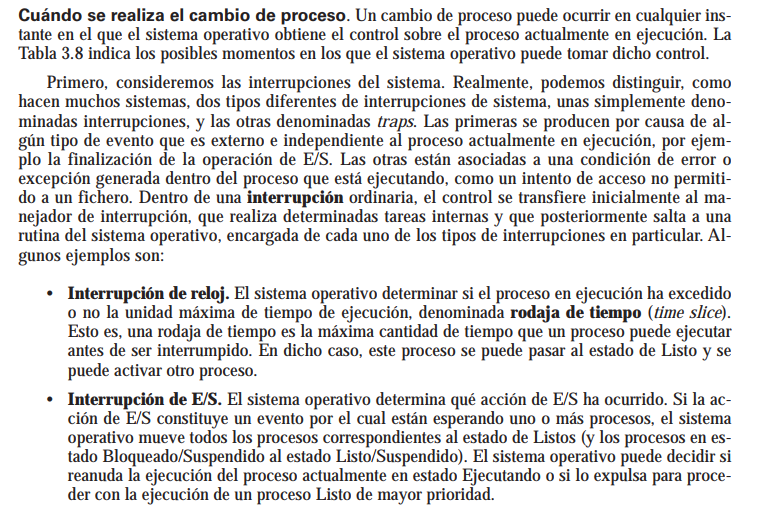 Cuándo se realiza el cambio de proceso. Un cambio de proceso puede ocurrir en cualquier ins-
tante en el que el sistema operativo obtiene el control sobre el proceso actualmente en ejecución. La
Tabla 3.8 indica los posibles momentos en los que el sistema operativo puede tomar dicho control.
Primero, consideremos las interrupciones del sistema. Realmente, podemos distinguir, como
hacen muchos sistemas, dos tipos diferentes de interrupciones de sistema, unas simplemente deno-
minadas interrupciones, y las otras denominadas traps. Las primeras se producen por causa de al-
gún tipo de evento que es externo e independiente al proceso actualmente en ejecución, por ejem-
plo la finalización de la operación de E/S. Las otras están asociadas a una condición de error o
excepción generada dentro del proceso que está ejecutando, como un intento de acceso no permiti-
do a un fichero. Dentro de una interrupción ordinaria, el control se transfiere inicialmente al ma-
nejador de interrupción, que realiza determinadas tareas internas y que posteriormente salta a una
rutina del sistema operativo, encargada de cada uno de los tipos de interrupciones en particular. Al-
gunos ejemplos son:
• Interrupción de reloj. El sistema operativo determinar si el proceso en ejecución ha excedido
o no la unidad máxima de tiempo de ejecución, denominada rodaja de tiempo (time slice).
Esto es, una rodaja de tiempo es la máxima cantidad de tiempo que un proceso puede ejecutar
antes de ser interrumpido. En dicho caso, este proceso se puede pasar al estado de Listo y se
puede activar otro proceso.
• Interrupción de E/S. El sistema operativo determina qué acción de E/S ha ocurrido. Si la ac-
ción de E/S constituye un evento por el cual están esperando uno o más procesos, el sistema
operativo mueve todos los procesos correspondientes al estado de Listos (y los procesos en es-
tado Bloqueado/Suspendido al estado Listo/Suspendido). El sistema operativo puede decidir si
reanuda la ejecución del proceso actualmente en estado Ejecutando o si lo expulsa para proce-
der con la ejecución de un proceso Listo de mayor prioridad.